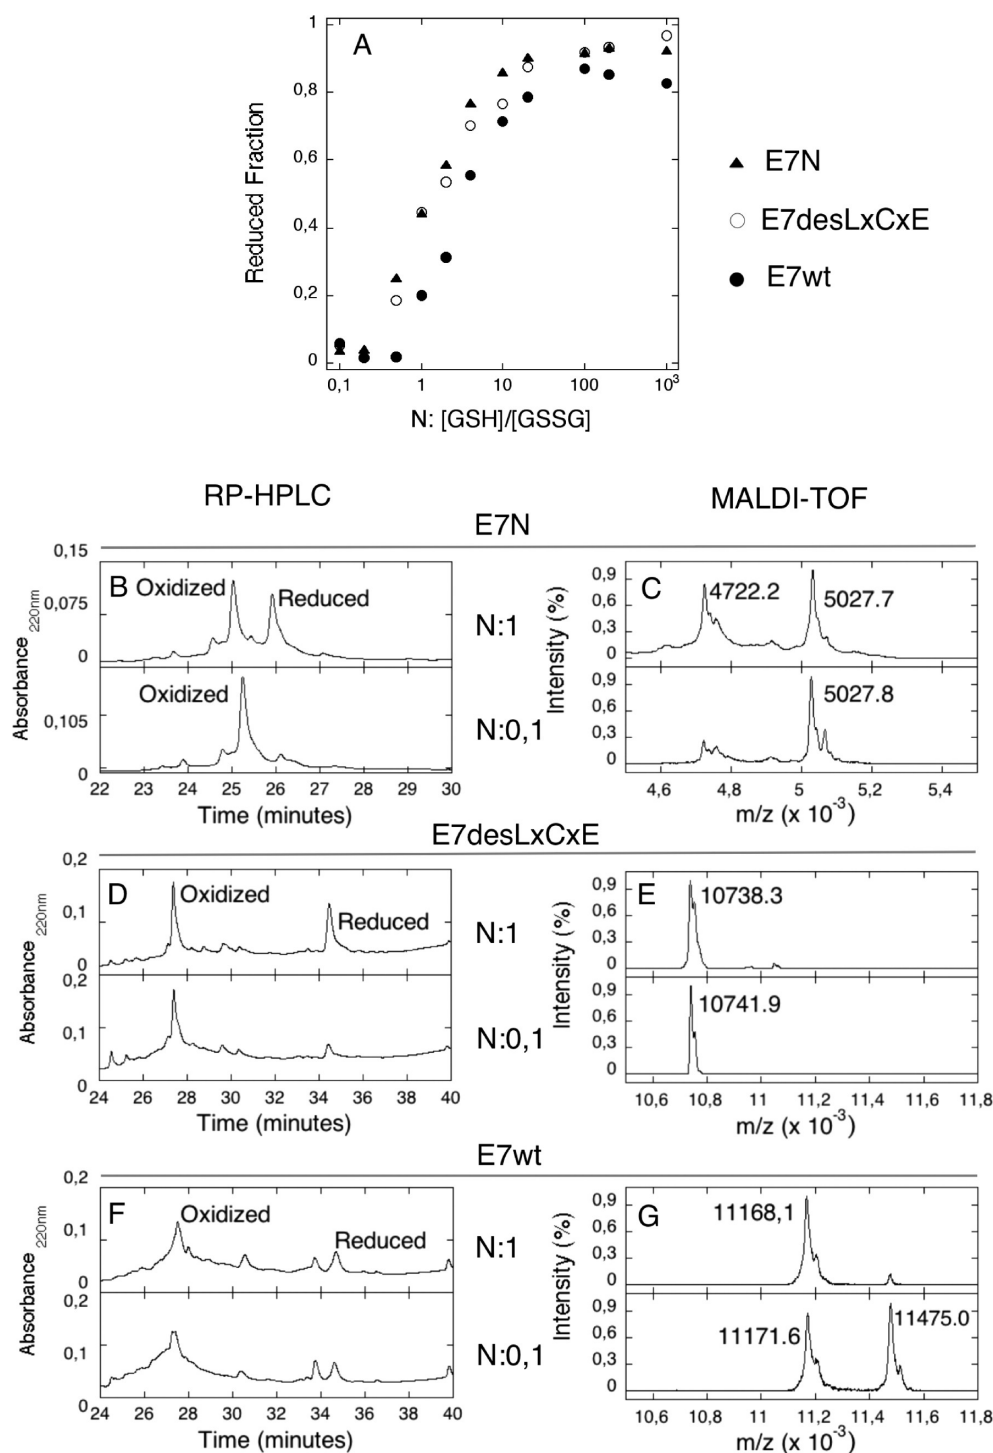 A
1
0,8
0,6
0,4
0,2
0
Reduced Fraction
0,1 1 10 100 10³
N: [GSH]/[GSSG]
E7N
E7desLxCxE
E7wt
RP-HPLC
MALDI-TOF
E7N
B
Oxidized
Reduced
0,15
0,075
0
Oxidized
0,105
0
Absorbance 220nm
22 23 24 25 26 27 28 29 30
Time (minutes)
N:1
N:0,1
C
4722.2
5027.7
0,9
0,6
0,3
0
5027.8
0,9
0,6
0,3
0
Intensity (%)
4,6 4,8 5 5,2 5,4
m/z (x 10⁻³)
E7desLxCxE
D
Oxidized
Reduced
0,2
0,1
0
0,2
0,1
0
Absorbance 220nm
24 26 28 30 32 34 36 38 40
Time (minutes)
N:1
N:0,1
E
10738.3
0,9
0,6
0,3
0
10741.9
0,9
0,6
0,3
0
Intensity (%)
10,6 10,8 11 11,2 11,4 11,6 11,8
m/z (x 10⁻³)
E7wt
F
Oxidized
Reduced
0,2
0,1
0
0,2
0,1
0
Absorbance 220nm
24 26 28 30 32 34 36 38 40
Time (minutes)
N:1
N:0,1
G
11168,1
0,9
0,6
0,3
0
11171.6
11475.0
0,9
0,6
0,3
0
Intensity (%)
10,6 10,8 11 11,2 11,4 11,6 11,8
m/z (x 10⁻³)